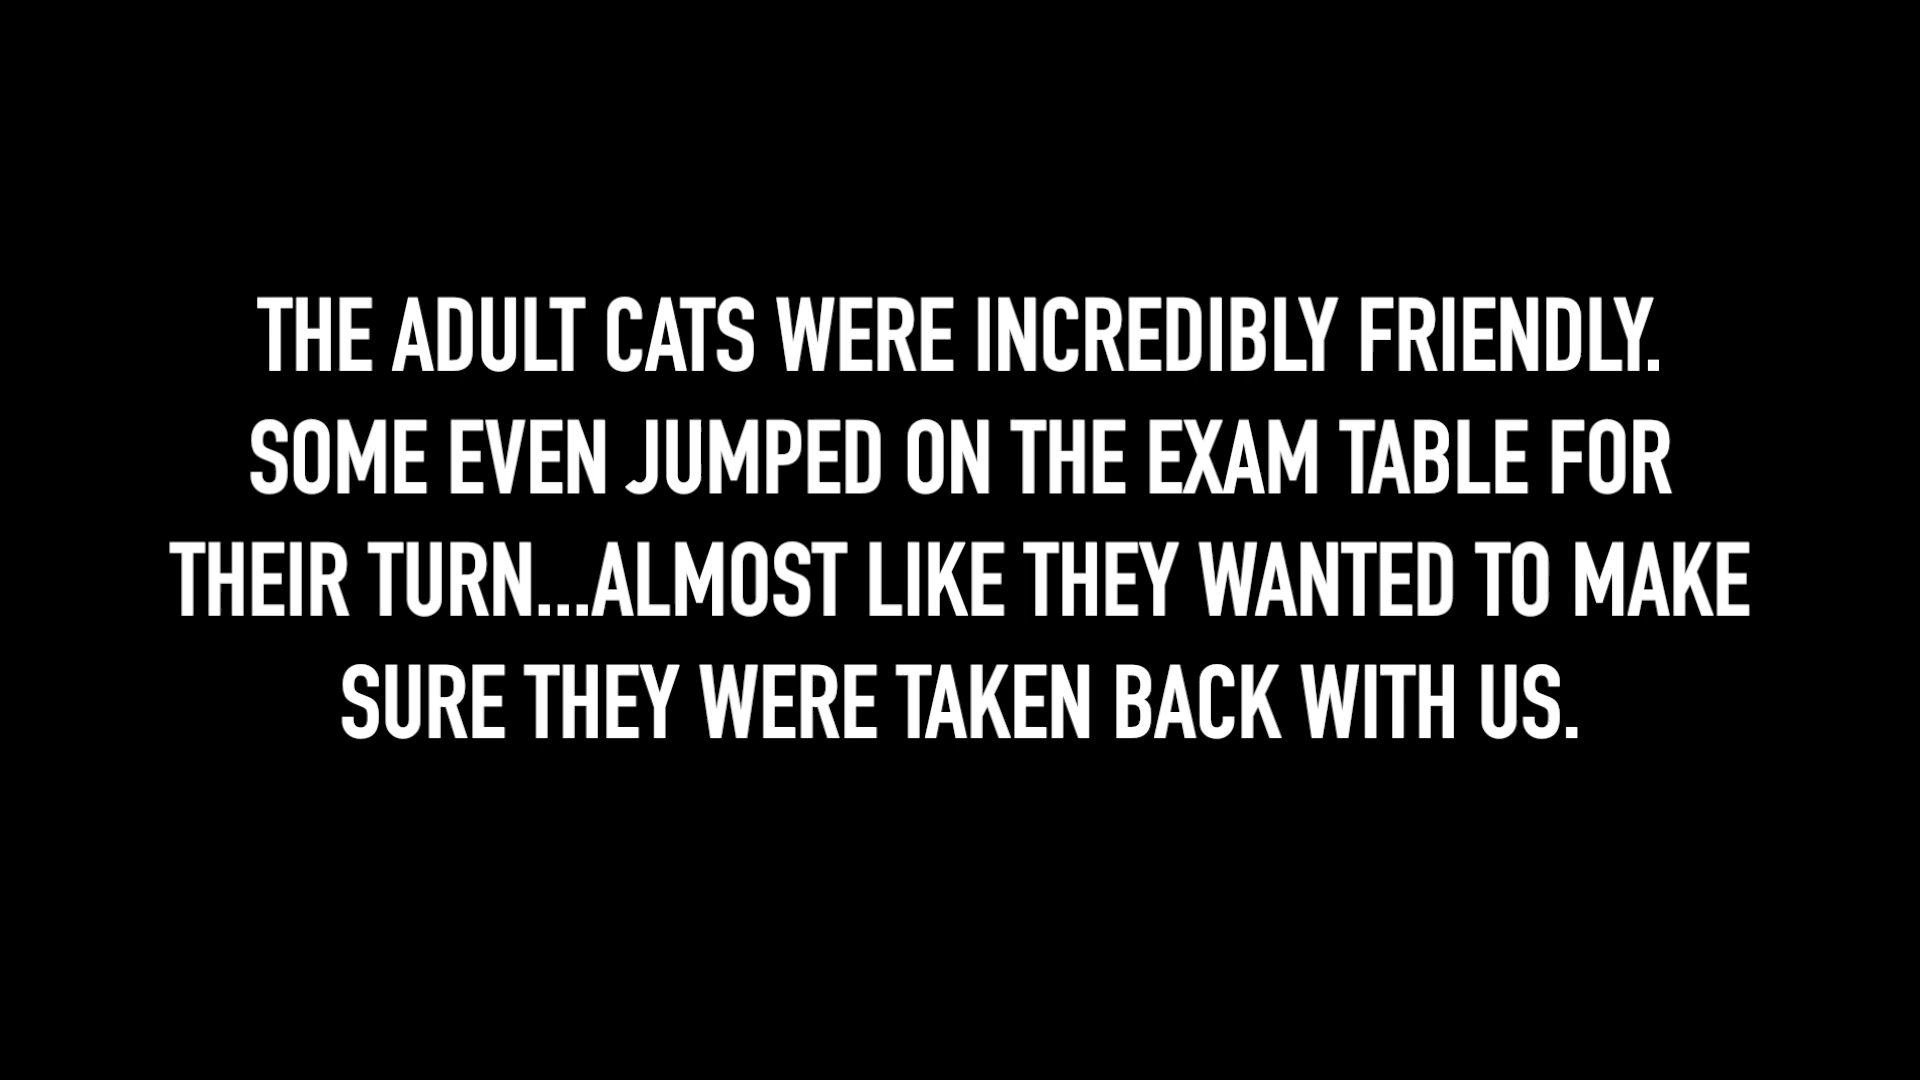 THE ADULT CATS WERE INCREDIBLY FRIENDLY.
SOME EVEN JUMPED ON THE EXAM TABLE FOR
THEIR TURN...ALMOST LIKE THEY WANTED TO MAKE
SURE THEY WERE TAKEN BACK WITH US.